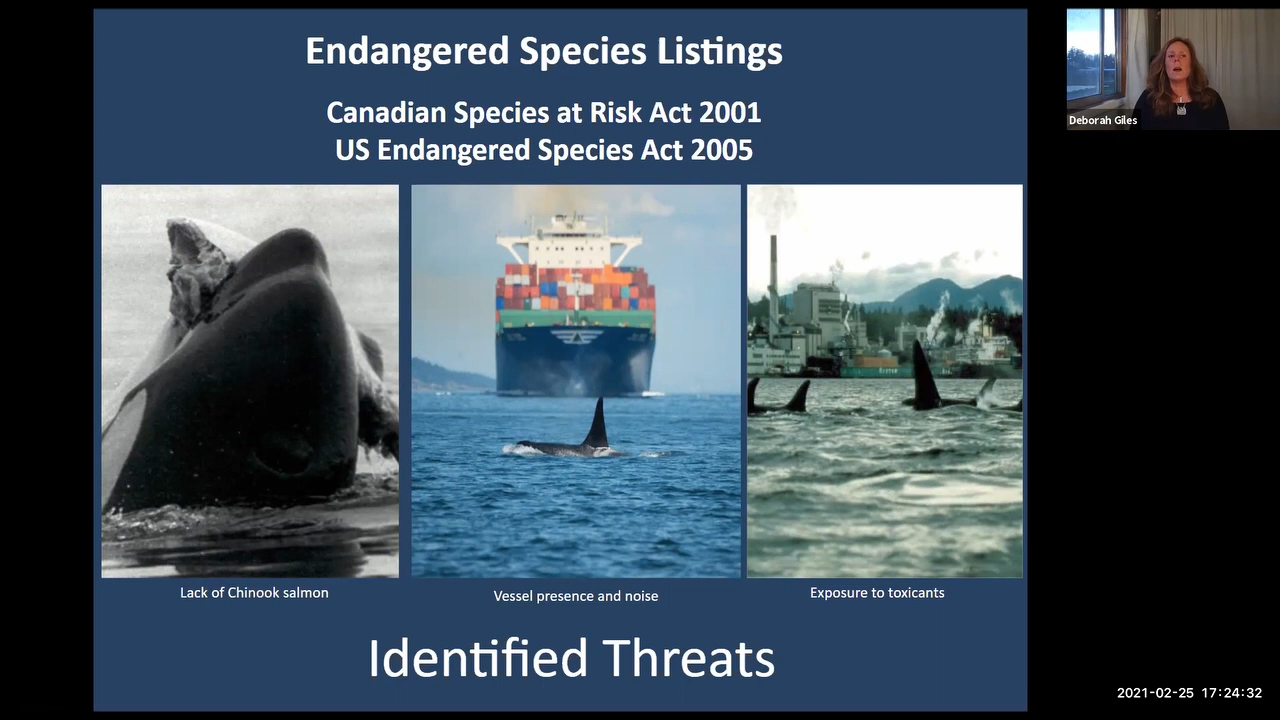 Endangered Species Listings
Canadian Species at Risk Act 2001
US Endangered Species Act 2005
Lack of Chinook salmon
Vessel presence and noise
Exposure to toxicants
Identified Threats
Deborah Giles
2021-02-25 17:24:32